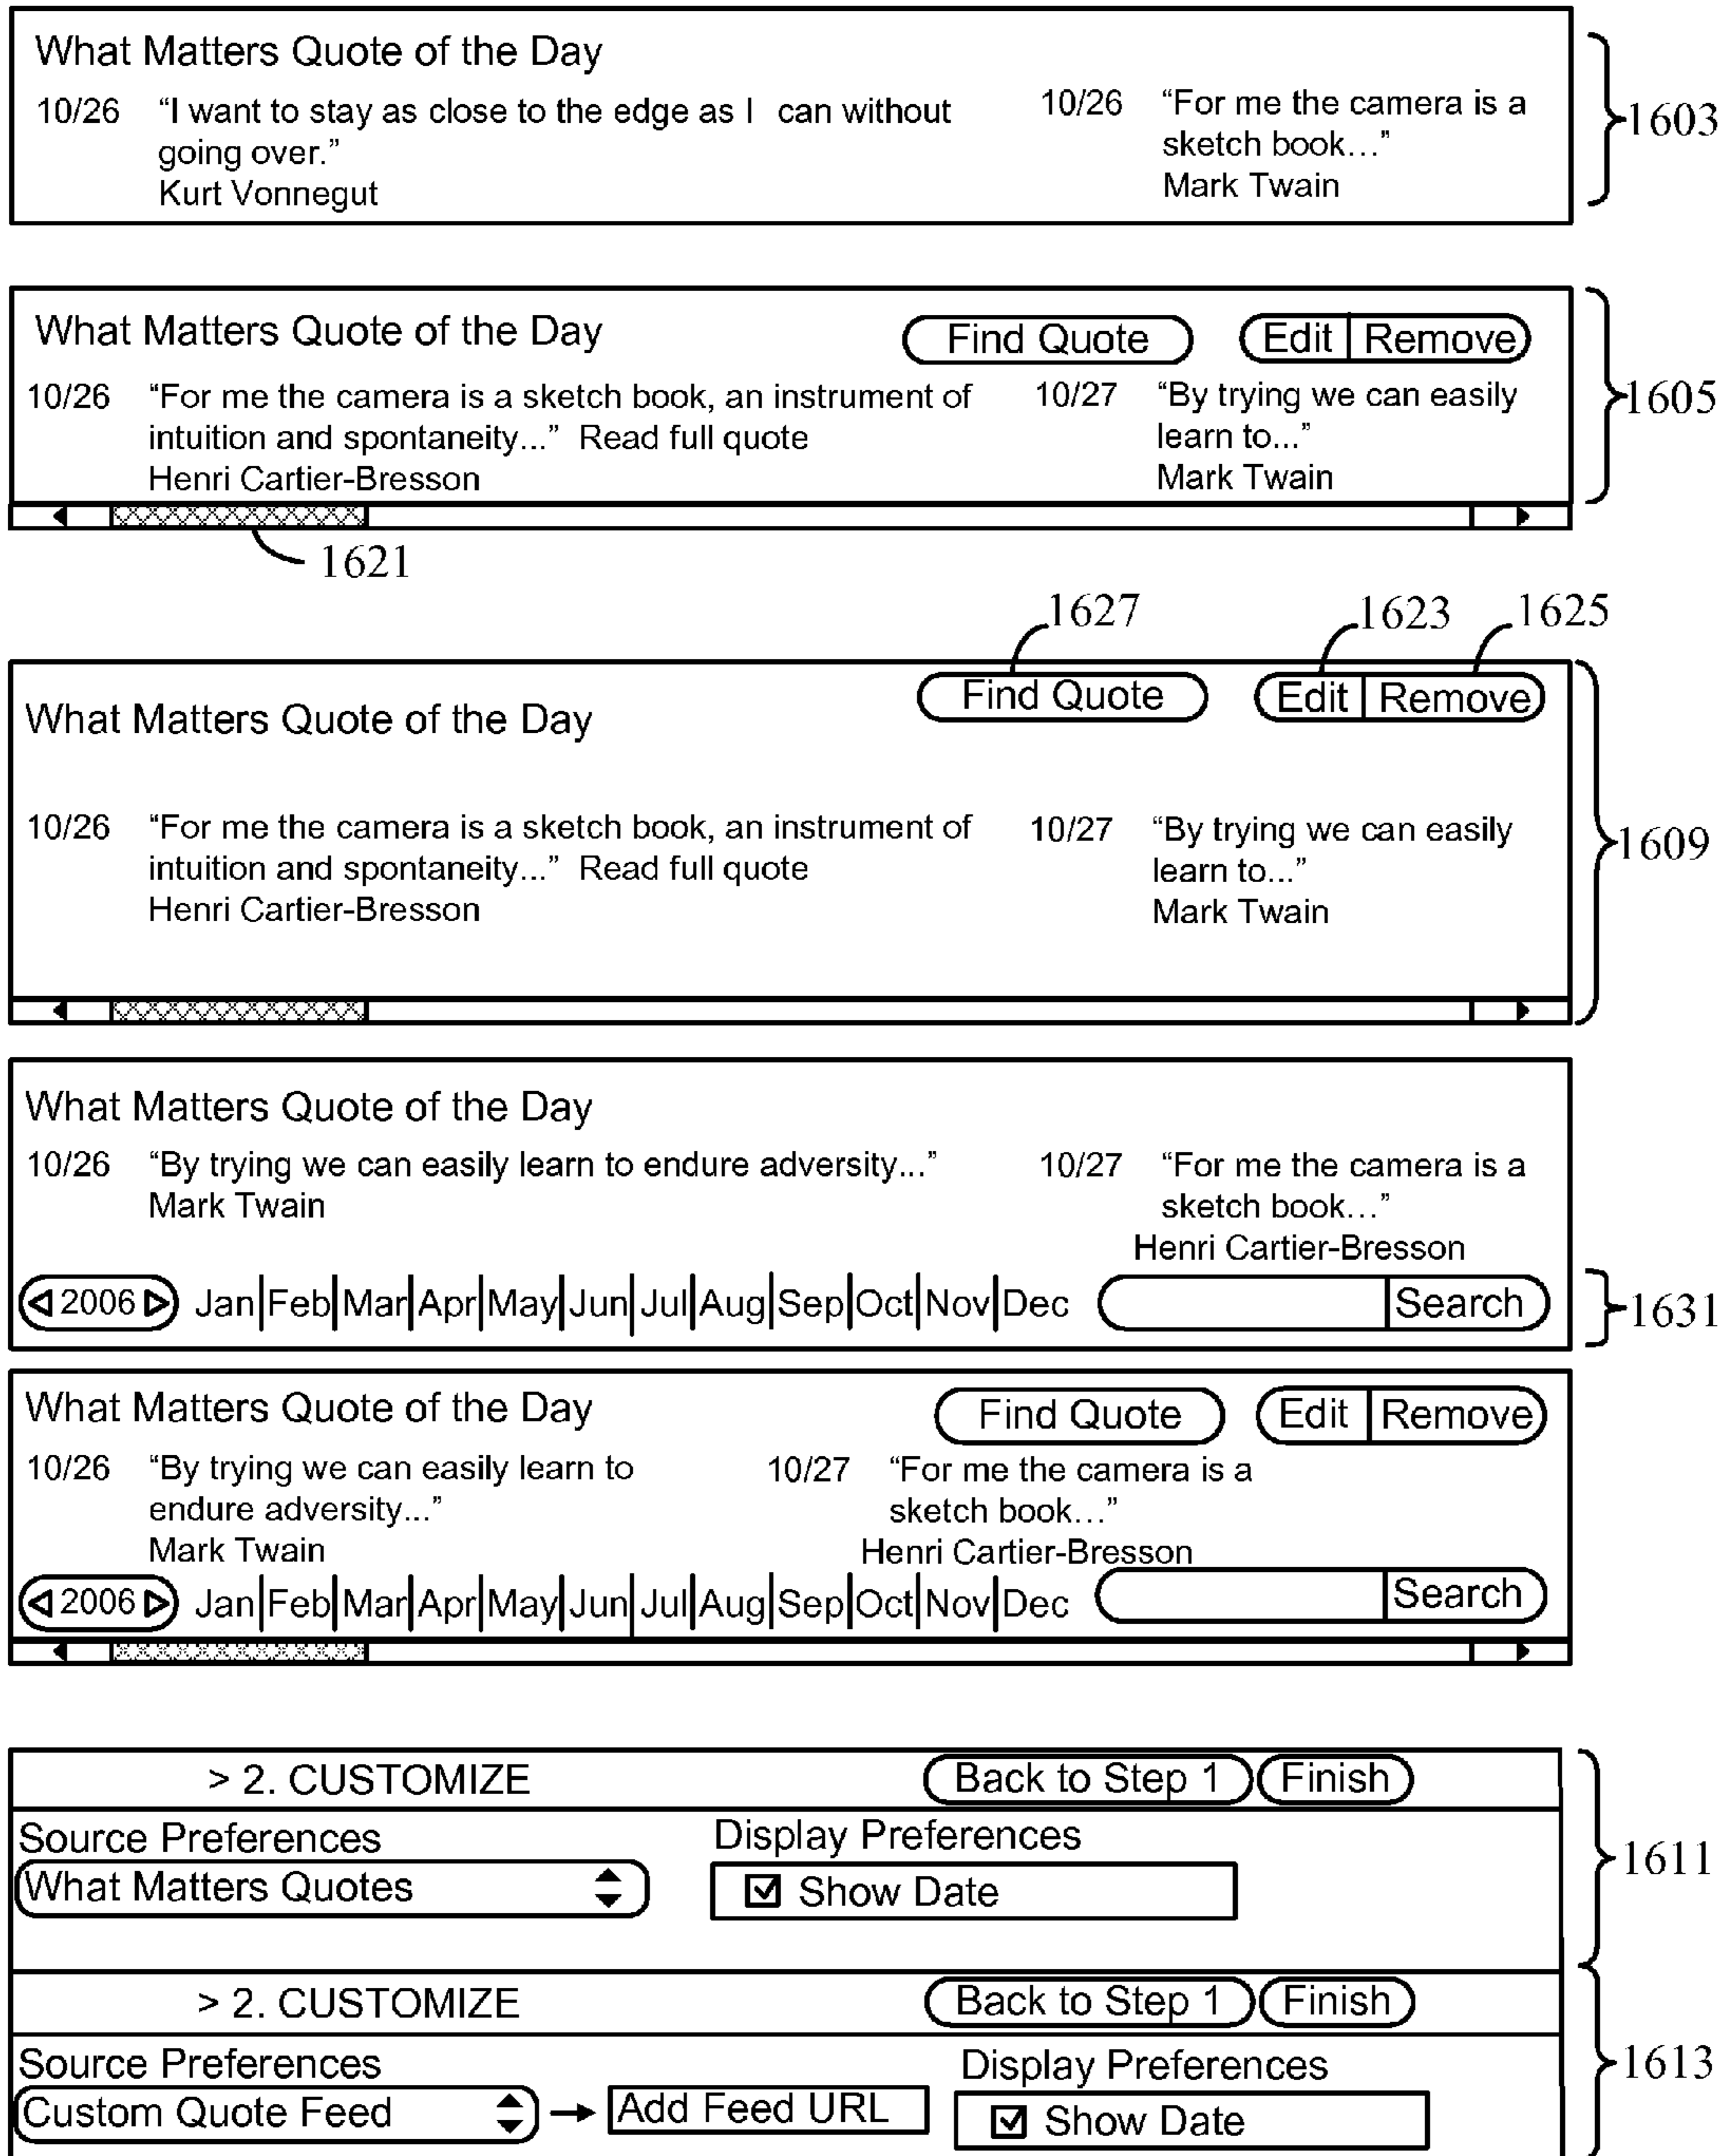 What Matters Quote of the Day
10/26 “I want to stay as close to the edge as I can without
going over.”
Kurt Vonnegut
10/26 “For me the camera is a
sketch book...”
Mark Twain
1603
What Matters Quote of the Day
Find Quote
Edit Remove
10/26 “For me the camera is a sketch book, an instrument of
intuition and spontaneity...” Read full quote
Henri Cartier-Bresson
10/27 “By trying we can easily
learn to...”
Mark Twain
1605
1621
1627
1623
1625
Find Quote
Edit Remove
What Matters Quote of the Day
10/26 “For me the camera is a sketch book, an instrument of
intuition and spontaneity...” Read full quote
Henri Cartier-Bresson
10/27 “By trying we can easily
learn to...”
Mark Twain
1609
What Matters Quote of the Day
10/26 “By trying we can easily learn to endure adversity...”
Mark Twain
10/27 “For me the camera is a
sketch book...”
Henri Cartier-Bresson
2006 Jan Feb Mar Apr May Jun Jul Aug Sep Oct Nov Dec Search
1631
What Matters Quote of the Day
Find Quote
Edit Remove
10/26 “By trying we can easily learn to
endure adversity...”
Mark Twain
10/27 “For me the camera is a
sketch book...”
Henri Cartier-Bresson
2006 Jan Feb Mar Apr May Jun Jul Aug Sep Oct Nov Dec Search
> 2. CUSTOMIZE
Back to Step 1 Finish
Source Preferences
What Matters Quotes
Display Preferences
Show Date
1611
> 2. CUSTOMIZE
Back to Step 1 Finish
Source Preferences
Custom Quote Feed
Add Feed URL
Display Preferences
Show Date
1613